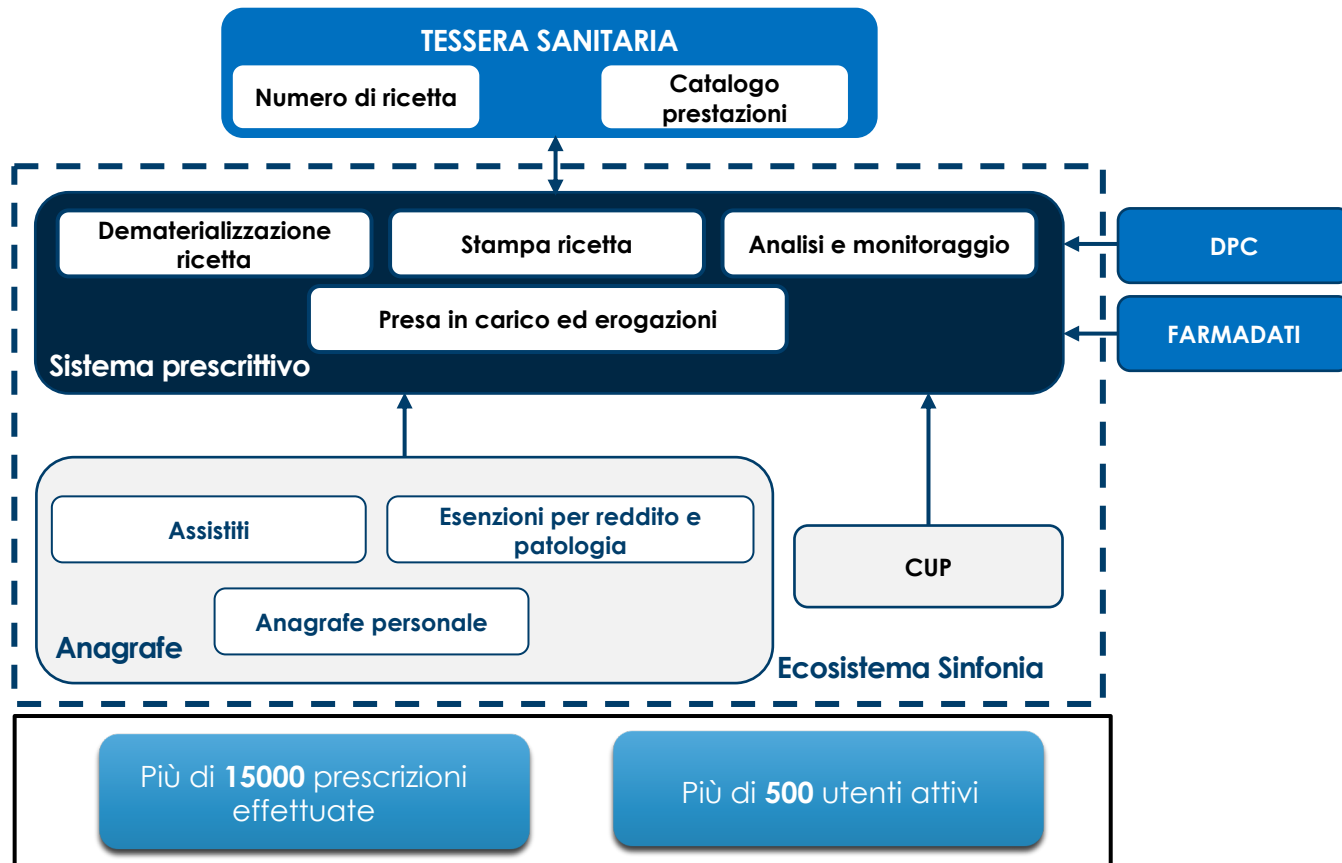 TESSERA SANITARIA
Numero di ricetta
Catalogo
prestazioni
Dematerializzazione
ricetta
Stampa ricetta
Analisi e monitoraggio
Presa in carico ed erogazioni
Sistema prescrittivo
DPC
FARMADATI
Assistiti
Esenzioni per reddito e
patologia
Anagrafe personale
Anagrafe
CUP
Ecosistema Sinfonia
Più di 15000 prescrizioni
effettuate
Più di 500 utenti attivi